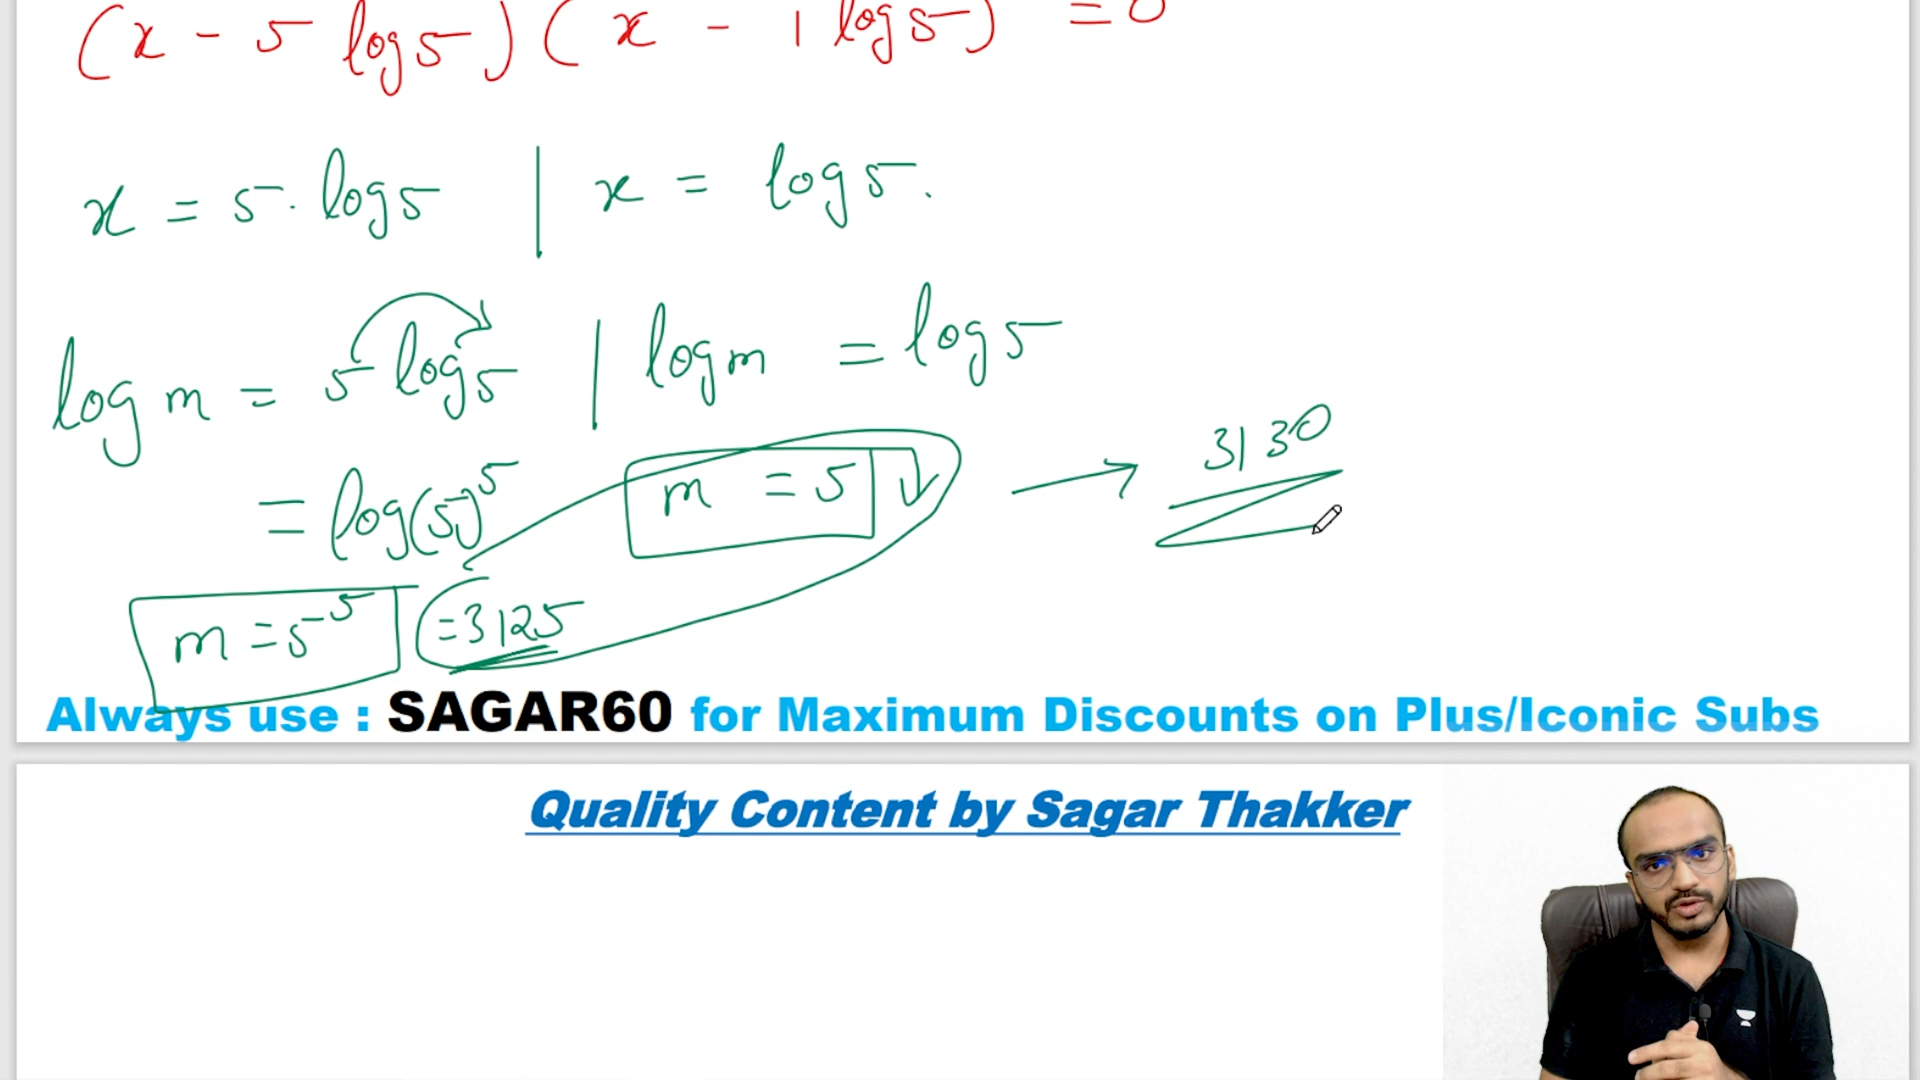 (x - 5 log 5) (x - 1 log 5) = 0
x = 5. log 5 | x = log 5.
log m = 5 log 5 | log m = log 5
= log(5)^5
m = 5
3130
m = 5^5 = 3125
Always use : SAGAR60 for Maximum Discounts on Plus/Iconic Subs
Quality Content by Sagar Thakker